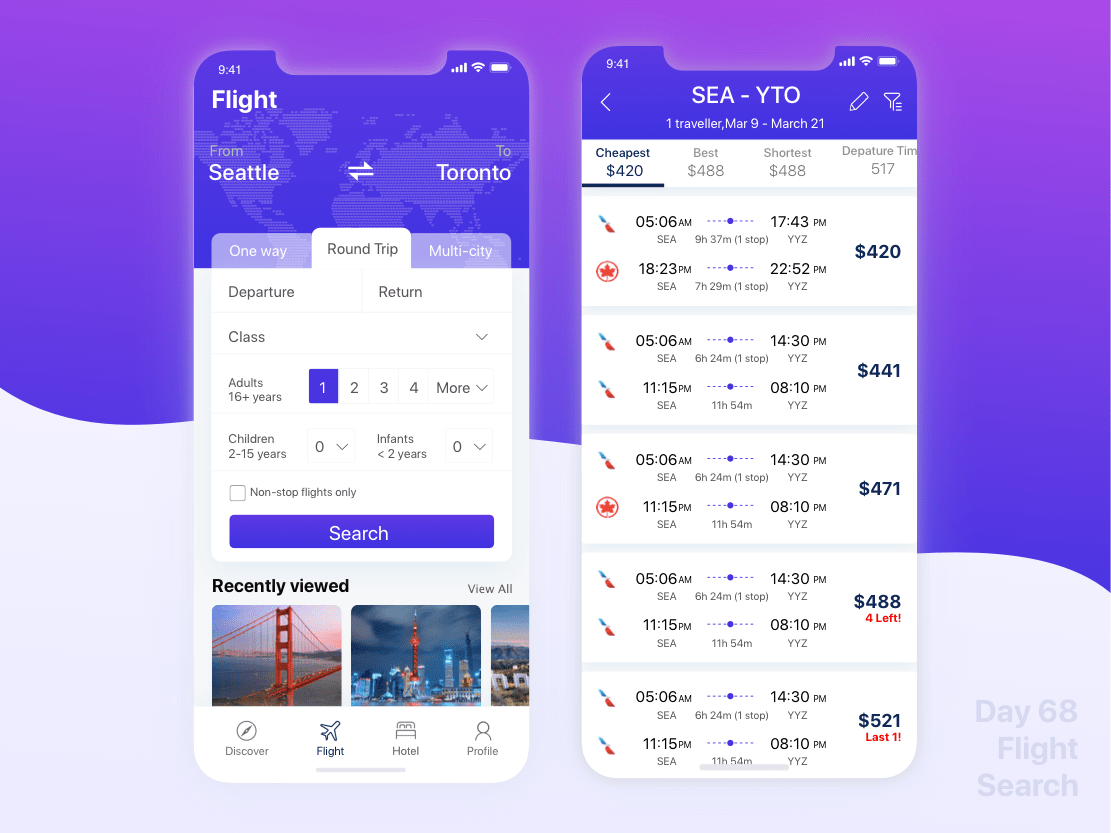 9:41
Flight
From
To
Seattle
Toronto
One way
Round Trip
Multi-city
Departure
Return
Class
Adults
16+ years
1
2
3
4
More
Children
2-15 years
0
Infants
< 2 years
0
Non-stop flights only
Search
Recently viewed
View All
Discover
Flight
Hotel
Profile
9:41
SEA - YTO
1 traveller,Mar 9 - March 21
Cheapest
$420
Best
$488
Shortest
$488
Depature Tim
517
05:06AM 17:43 PM
SEA 9h 37m (1 stop) YYZ
$420
18:23PM 22:52 PM
SEA 7h 29m (1 stop) YYZ
05:06AM 14:30 PM
SEA 6h 24m (1 stop) YYZ
$441
11:15PM 08:10 PM
SEA 11h 54m YYZ
05:06AM 14:30 PM
SEA 6h 24m (1 stop) YYZ
$471
11:15PM 08:10 PM
SEA 11h 54m YYZ
05:06AM 14:30 PM
SEA 6h 24m (1 stop) YYZ
$488
4 Left!
11:15PM 08:10 PM
SEA 11h 54m YYZ
05:06AM 14:30 PM
SEA 6h 24m (1 stop) YYZ
$521
Last 1!
11:15PM 08:10 PM
SEA 11h 54m YYZ
Day 68
Flight
Search